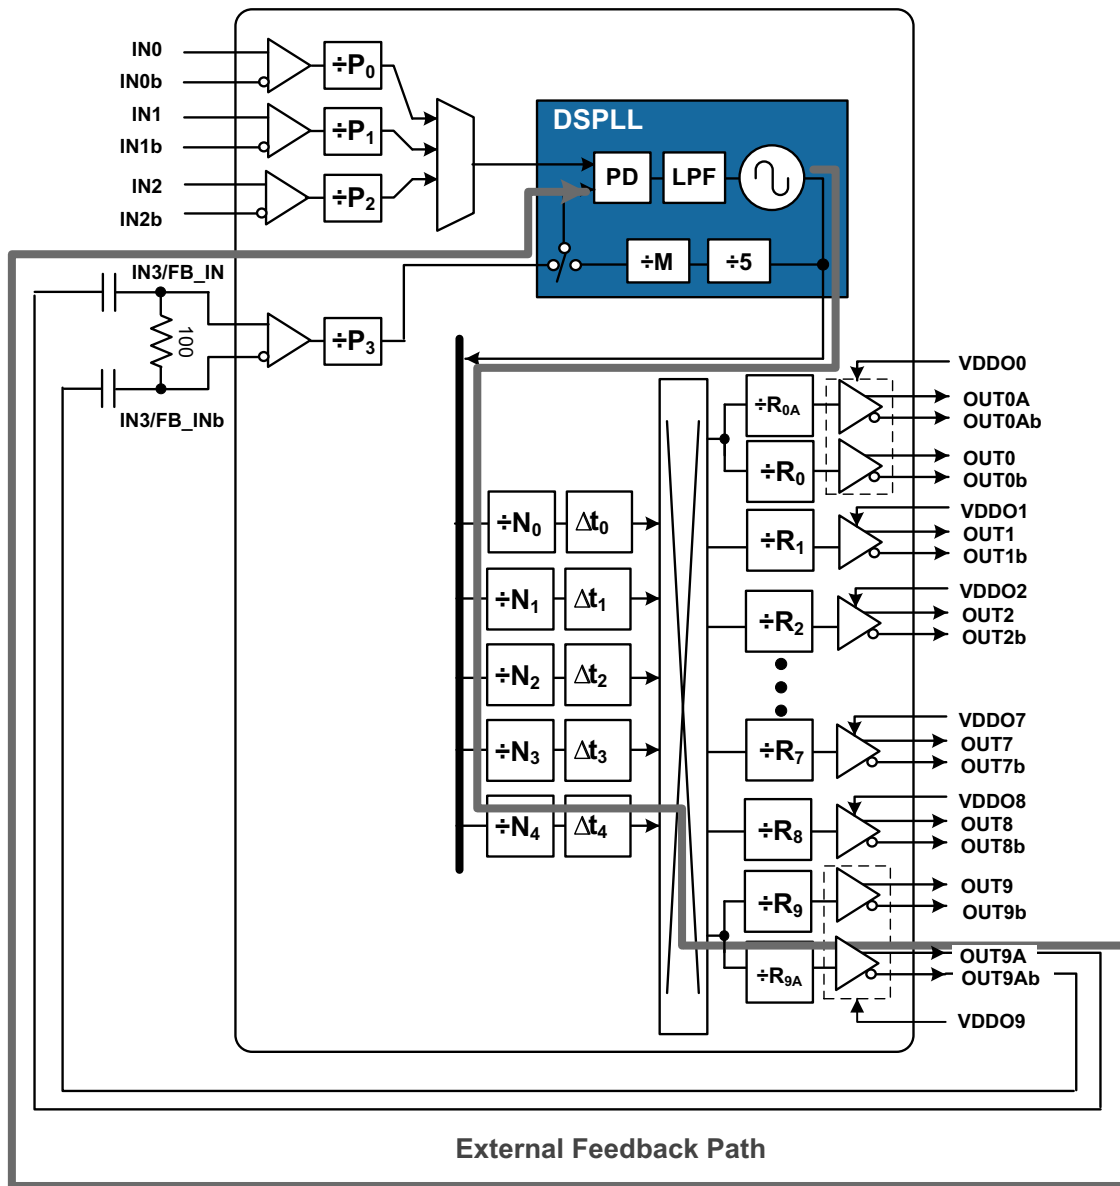 IN0
IN0b
÷P0
IN1
IN1b
÷P1
IN2
IN2b
÷P2
DSPLL
PD
LPF
÷M
÷5
IN3/FB_IN
100
IN3/FB_INb
÷P3
VDDO0
÷R0A
OUT0A
OUT0Ab
÷R0
OUT0
OUT0b
÷N0
Δt0
VDDO1
÷R1
OUT1
OUT1b
÷N1
Δt1
VDDO2
÷R2
OUT2
OUT2b
÷N2
Δt2
÷N3
Δt3
VDDO7
÷R7
OUT7
OUT7b
÷N4
Δt4
VDDO8
÷R8
OUT8
OUT8b
÷R9
OUT9
OUT9b
÷R9A
OUT9A
OUT9Ab
VDDO9
External Feedback Path